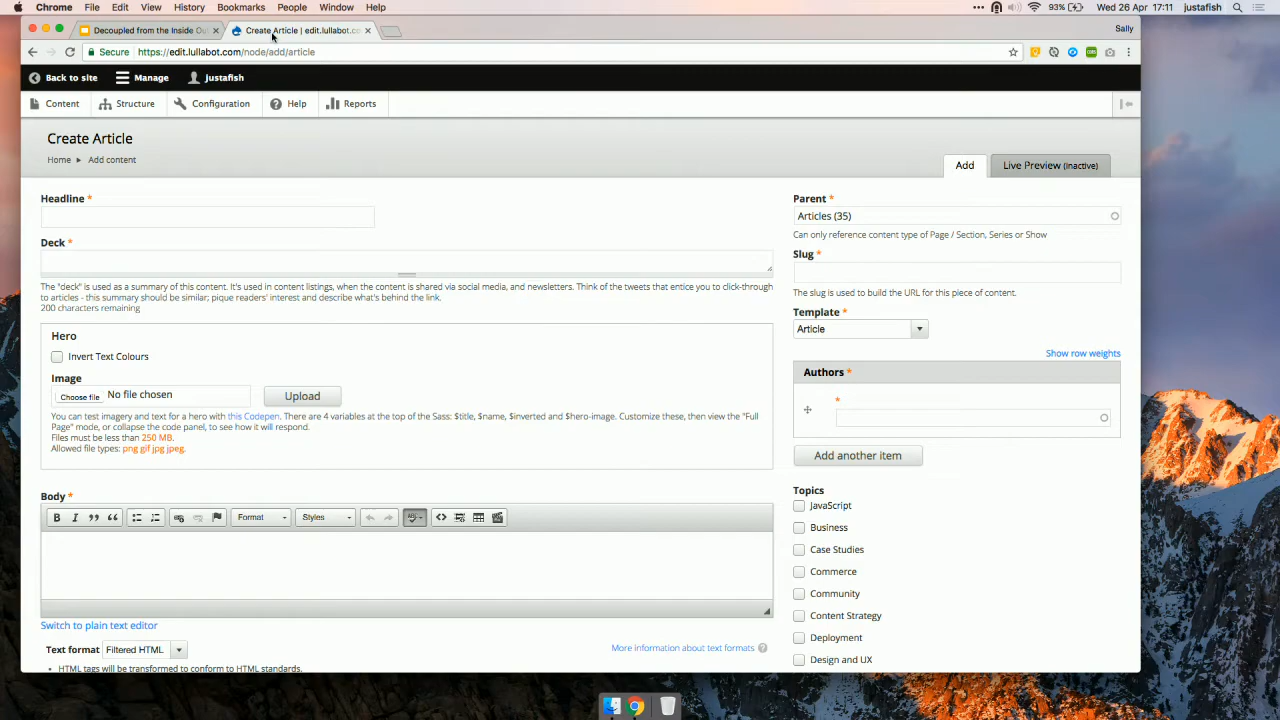 Chrome File Edit View History Bookmarks People Window Help
93% Wed 26 Apr 17:11 justafish
Decoupled from the Inside Ou
Create Article | edit.lullabot.co
Sally
Secure https://edit.lullabot.com/node/add/article
Back to site Manage Justafish
Content Structure Configuration Help Reports
Create Article
Home Add content
Add Live Preview (Inactive)
Headline *
Deck *
The "deck" is used as a summary of this content. It's used in content listings, when the content is shared via social media, and newsletters. Think of the tweets that entice you to click-through
to articles - this summary should be similar; pique readers' interest and describe what's behind the link.
200 characters remaining
Hero
Invert Text Colours
Image
Choose file No file chosen Upload
You can test imagery and text for a hero with this Codepen. There are 4 variables at the top of the Sass: $title, $name, $inverted and $hero-image. Customize these, then view the "Full
Page" mode, or collapse the code panel, to see how it will respond.
Files must be less than 250 MB.
Allowed file types: png gif jpg jpeg.
Body *
B I Format Styles ABC
Switch to plain text editor
Text format Filtered HTML
More information about text formats ?
HTML tags will be transformed to conform to HTML standards.
Parent *
Articles (35)
Can only reference content type of Page / Section, Series or Show
Slug *
The slug is used to build the URL for this piece of content.
Template *
Article
Show row weights
Authors *
*
Add another item
Topics
JavaScript
Business
Case Studies
Commerce
Community
Content Strategy
Deployment
Design and UX